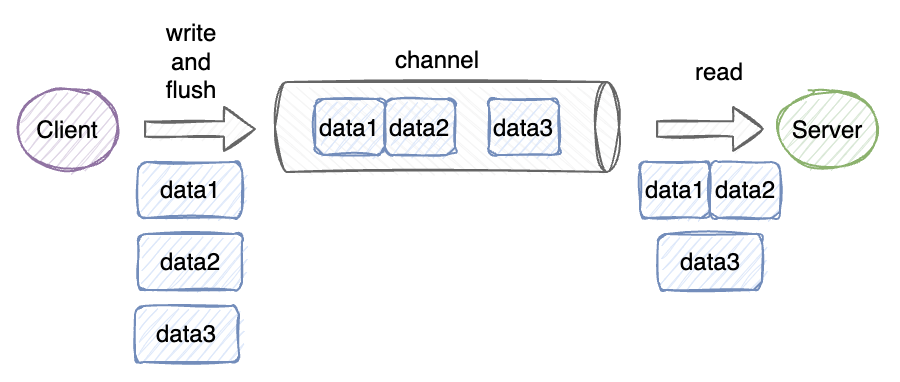 write
and
flush
channel
read
Client
data1 data2 data3
Server
data1
data2
data3
data1 data2
data3